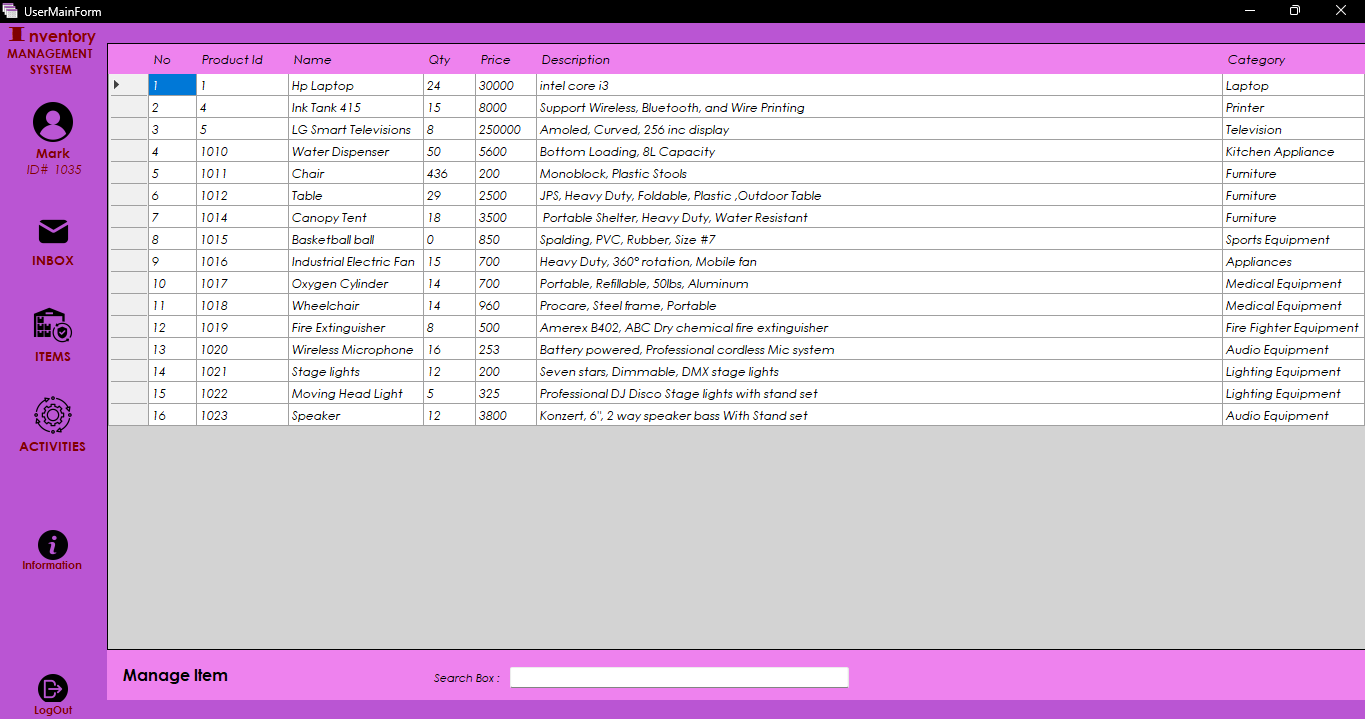 UserMainForm
Inventory
MANAGEMENT
SYSTEM
Mark
ID# 1035
INBOX
ITEMS
ACTIVITIES
Information
LogOut
No Product Id Name Qty Price Description Category
1 1 Hp Laptop 24 30000 intel core i3 Laptop
2 4 Ink Tank 415 15 8000 Support Wireless, Bluetooth, and Wire Printing Printer
3 5 LG Smart Televisions 8 250000 Amoled, Curved, 256 inc display Television
4 1010 Water Dispenser 50 5600 Bottom Loading, 8L Capacity Kitchen Appliance
5 1011 Chair 436 200 Monoblock, Plastic Stools Furniture
6 1012 Table 29 2500 JPS, Heavy Duty, Foldable, Plastic ,Outdoor Table Furniture
7 1014 Canopy Tent 18 3500 Portable Shelter, Heavy Duty, Water Resistant Furniture
8 1015 Basketball ball 0 850 Spalding, PVC, Rubber, Size #7 Sports Equipment
9 1016 Industrial Electric Fan 15 700 Heavy Duty, 360° rotation, Mobile fan Appliances
10 1017 Oxygen Cylinder 14 700 Portable, Refillable, 50lbs, Aluminum Medical Equipment
11 1018 Wheelchair 14 960 Procare, Steel frame, Portable Medical Equipment
12 1019 Fire Extinguisher 8 500 Amerex B402, ABC Dry chemical fire extinguisher Fire Fighter Equipment
13 1020 Wireless Microphone 16 253 Battery powered, Professional cordless Mic system Audio Equipment
14 1021 Stage lights 12 200 Seven stars, Dimmable, DMX stage lights Lighting Equipment
15 1022 Moving Head Light 5 325 Professional DJ Disco Stage lights with stand set Lighting Equipment
16 1023 Speaker 12 3800 Konzert, 6", 2 way speaker bass With Stand set Audio Equipment
Manage Item
Search Box :